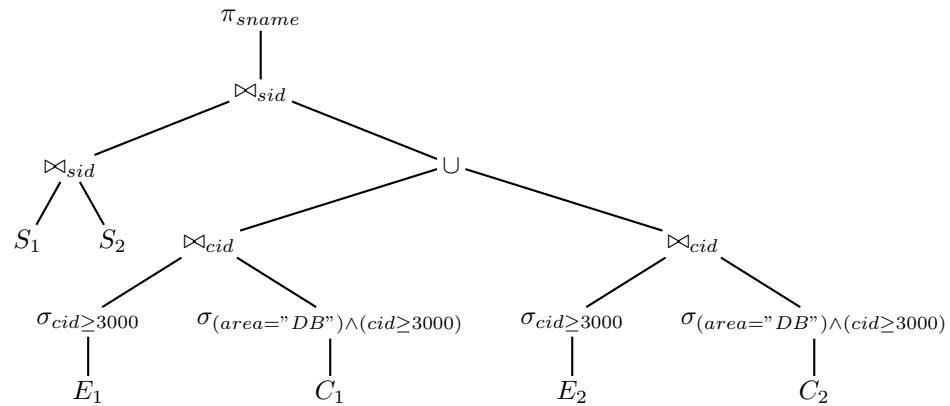 π_sname
⋈_sid
⋈_sid ∪
S_1 S_2 ⋈_cid ⋈_cid
σ_cid≥3000 σ_(area="DB")∧(cid≥3000) σ_cid≥3000 σ_(area="DB")∧(cid≥3000)
E_1 C_1 E_2 C_2